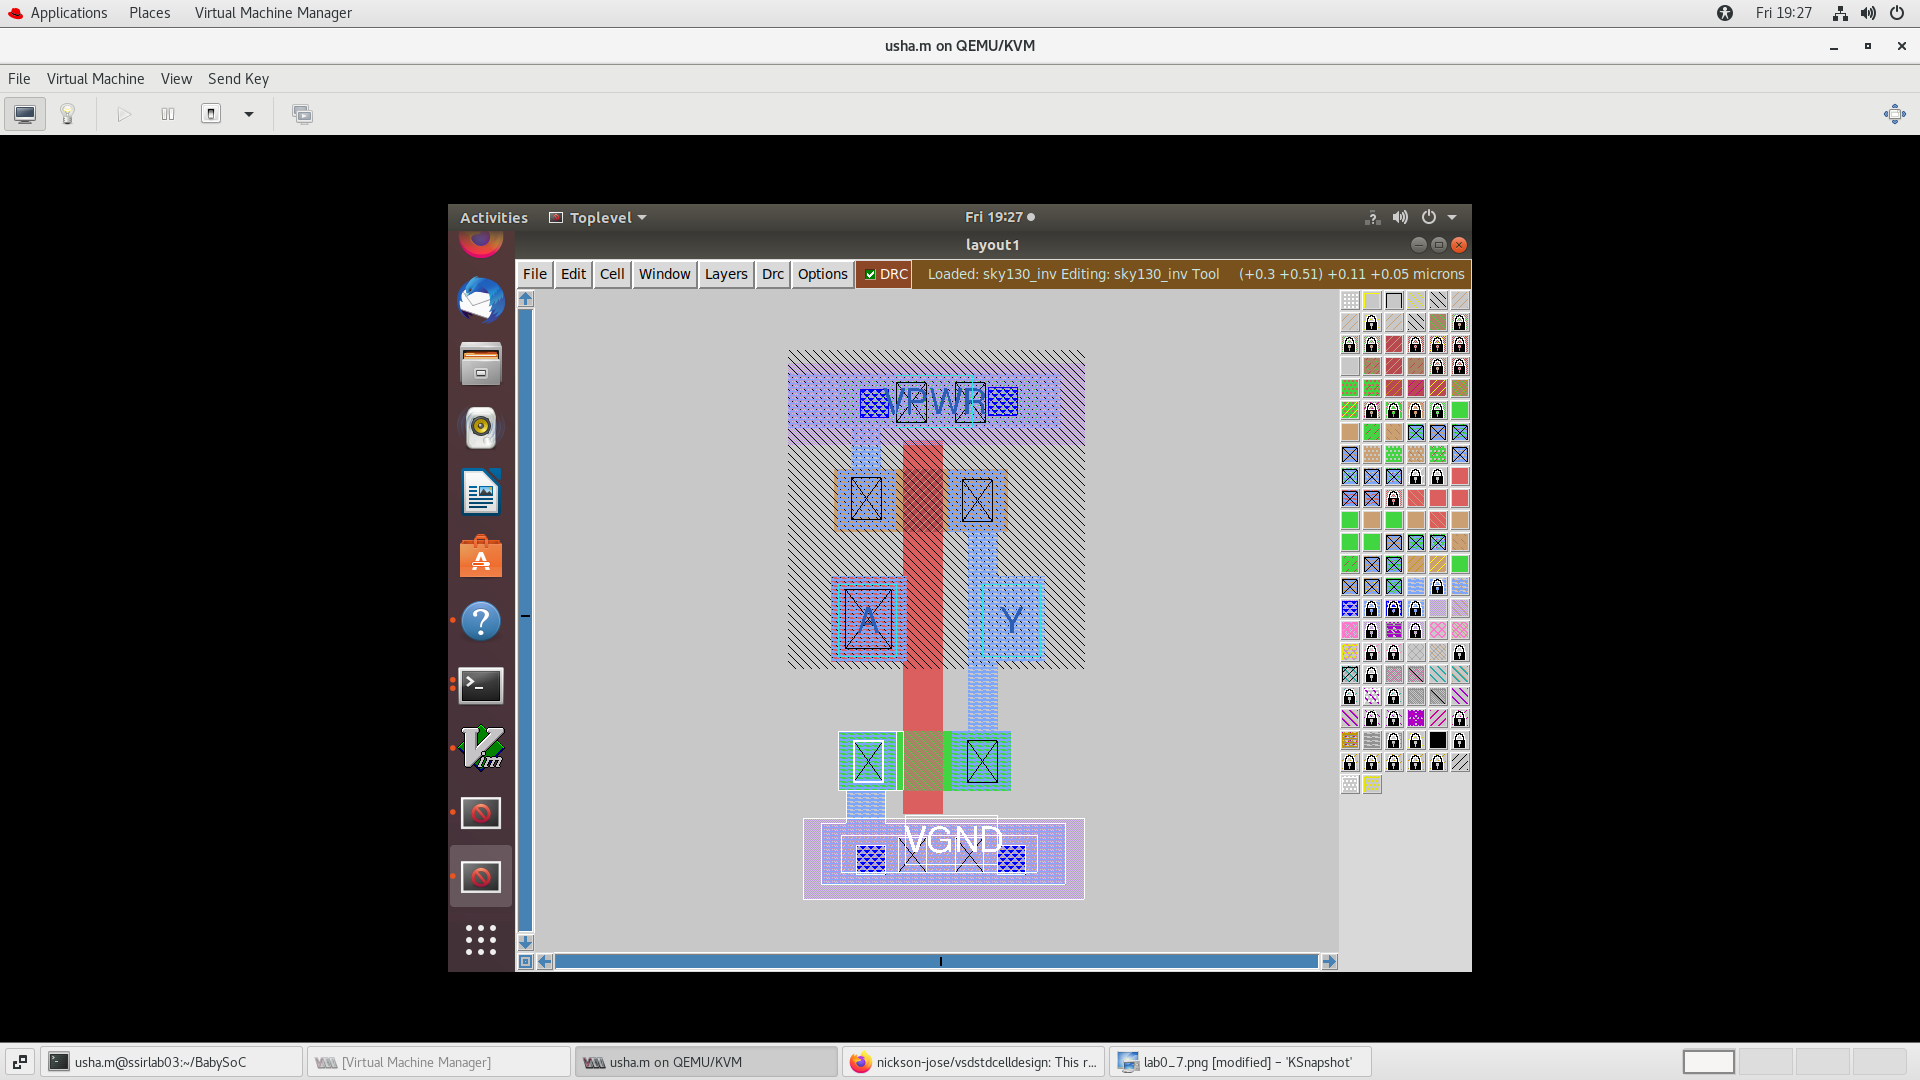 Applications Places Virtual Machine Manager Fri 19:27
usha.m on QEMU/KVM
File Virtual Machine View Send Key
Activities Toplevel Fri 19:27
layout1
File Edit Cell Window Layers Drc Options DRC Loaded: sky130_inv Editing: sky130_inv Tool (+0.3 +0.51) +0.11 +0.05 microns
VPWR
A Y
VGND
usha.m@ssirlab03:~/BabySoC [Virtual Machine Manager] usha.m on QEMU/KVM nickson-jose/vsdstdcelldesign: This r... lab0_7.png [modified] – 'KSnapshot'